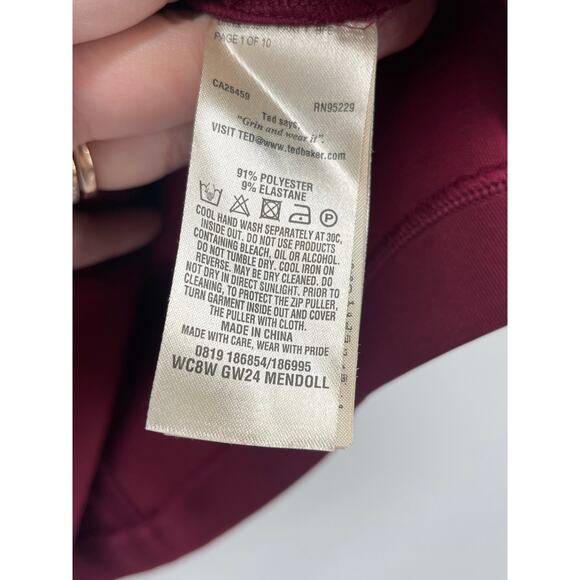 PAGE 1 OF 10
CA25459
RN95229
Ted says,
"Grin and wear it".
VISIT TED@www.tedbaker.com
91% POLYESTER
9% ELASTANE
COOL HAND WASH SEPARATELY AT 30C,
INSIDE OUT. DO NOT USE PRODUCTS
CONTAINING BLEACH, OIL OR ALCOHOL.
DO NOT TUMBLE DRY. COOL IRON ON
REVERSE. MAY BE DRY CLEANED. DO
NOT DRY IN DIRECT SUNLIGHT. PRIOR TO
CLEANING, TO PROTECT THE ZIP PULLER,
TURN GARMENT INSIDE OUT AND COVER
THE PULLER WITH CLOTH.
MADE IN CHINA
MADE WITH CARE, WEAR WITH PRIDE
0819 186854/186995
WC8W GW24 MENDOLL